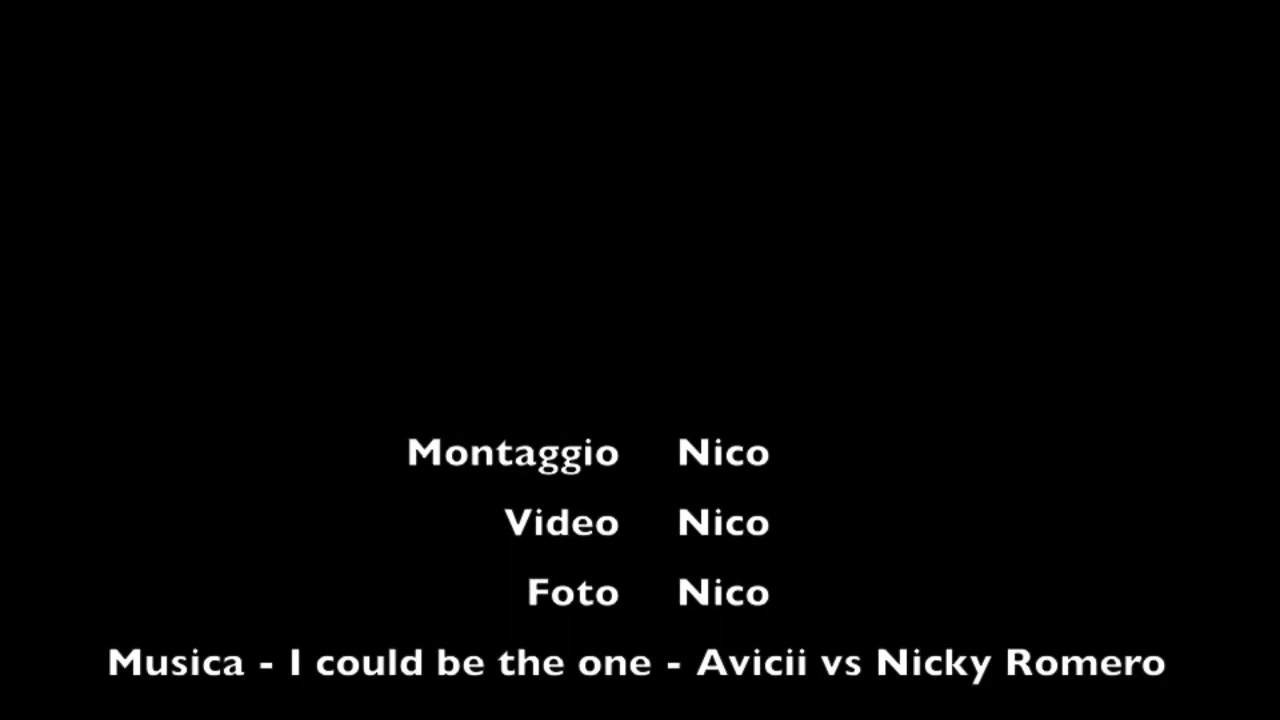 Montaggio Nico
Video Nico
Foto Nico
Musica - I could be the one - Avicii vs Nicky Romero